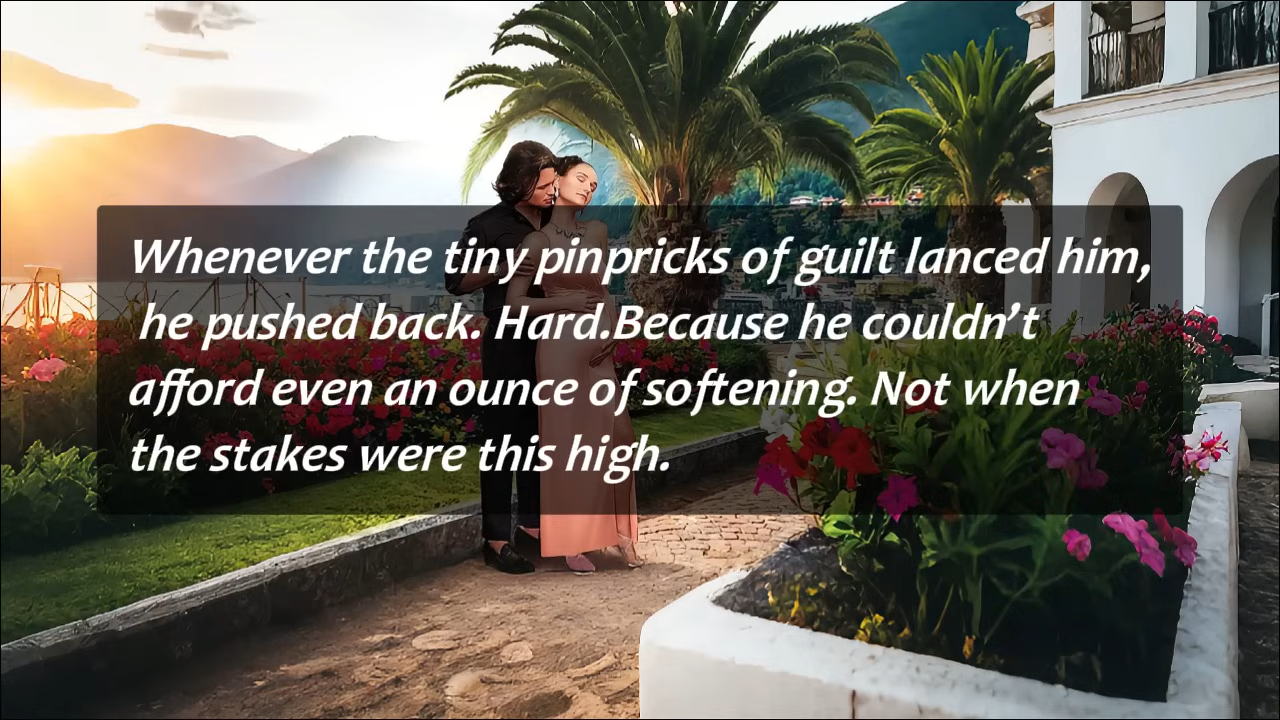 Whenever the tiny pinpricks of guilt lanced him,
he pushed back. Hard.Because he couldn’t
afford even an ounce of softening. Not when
the stakes were this high.